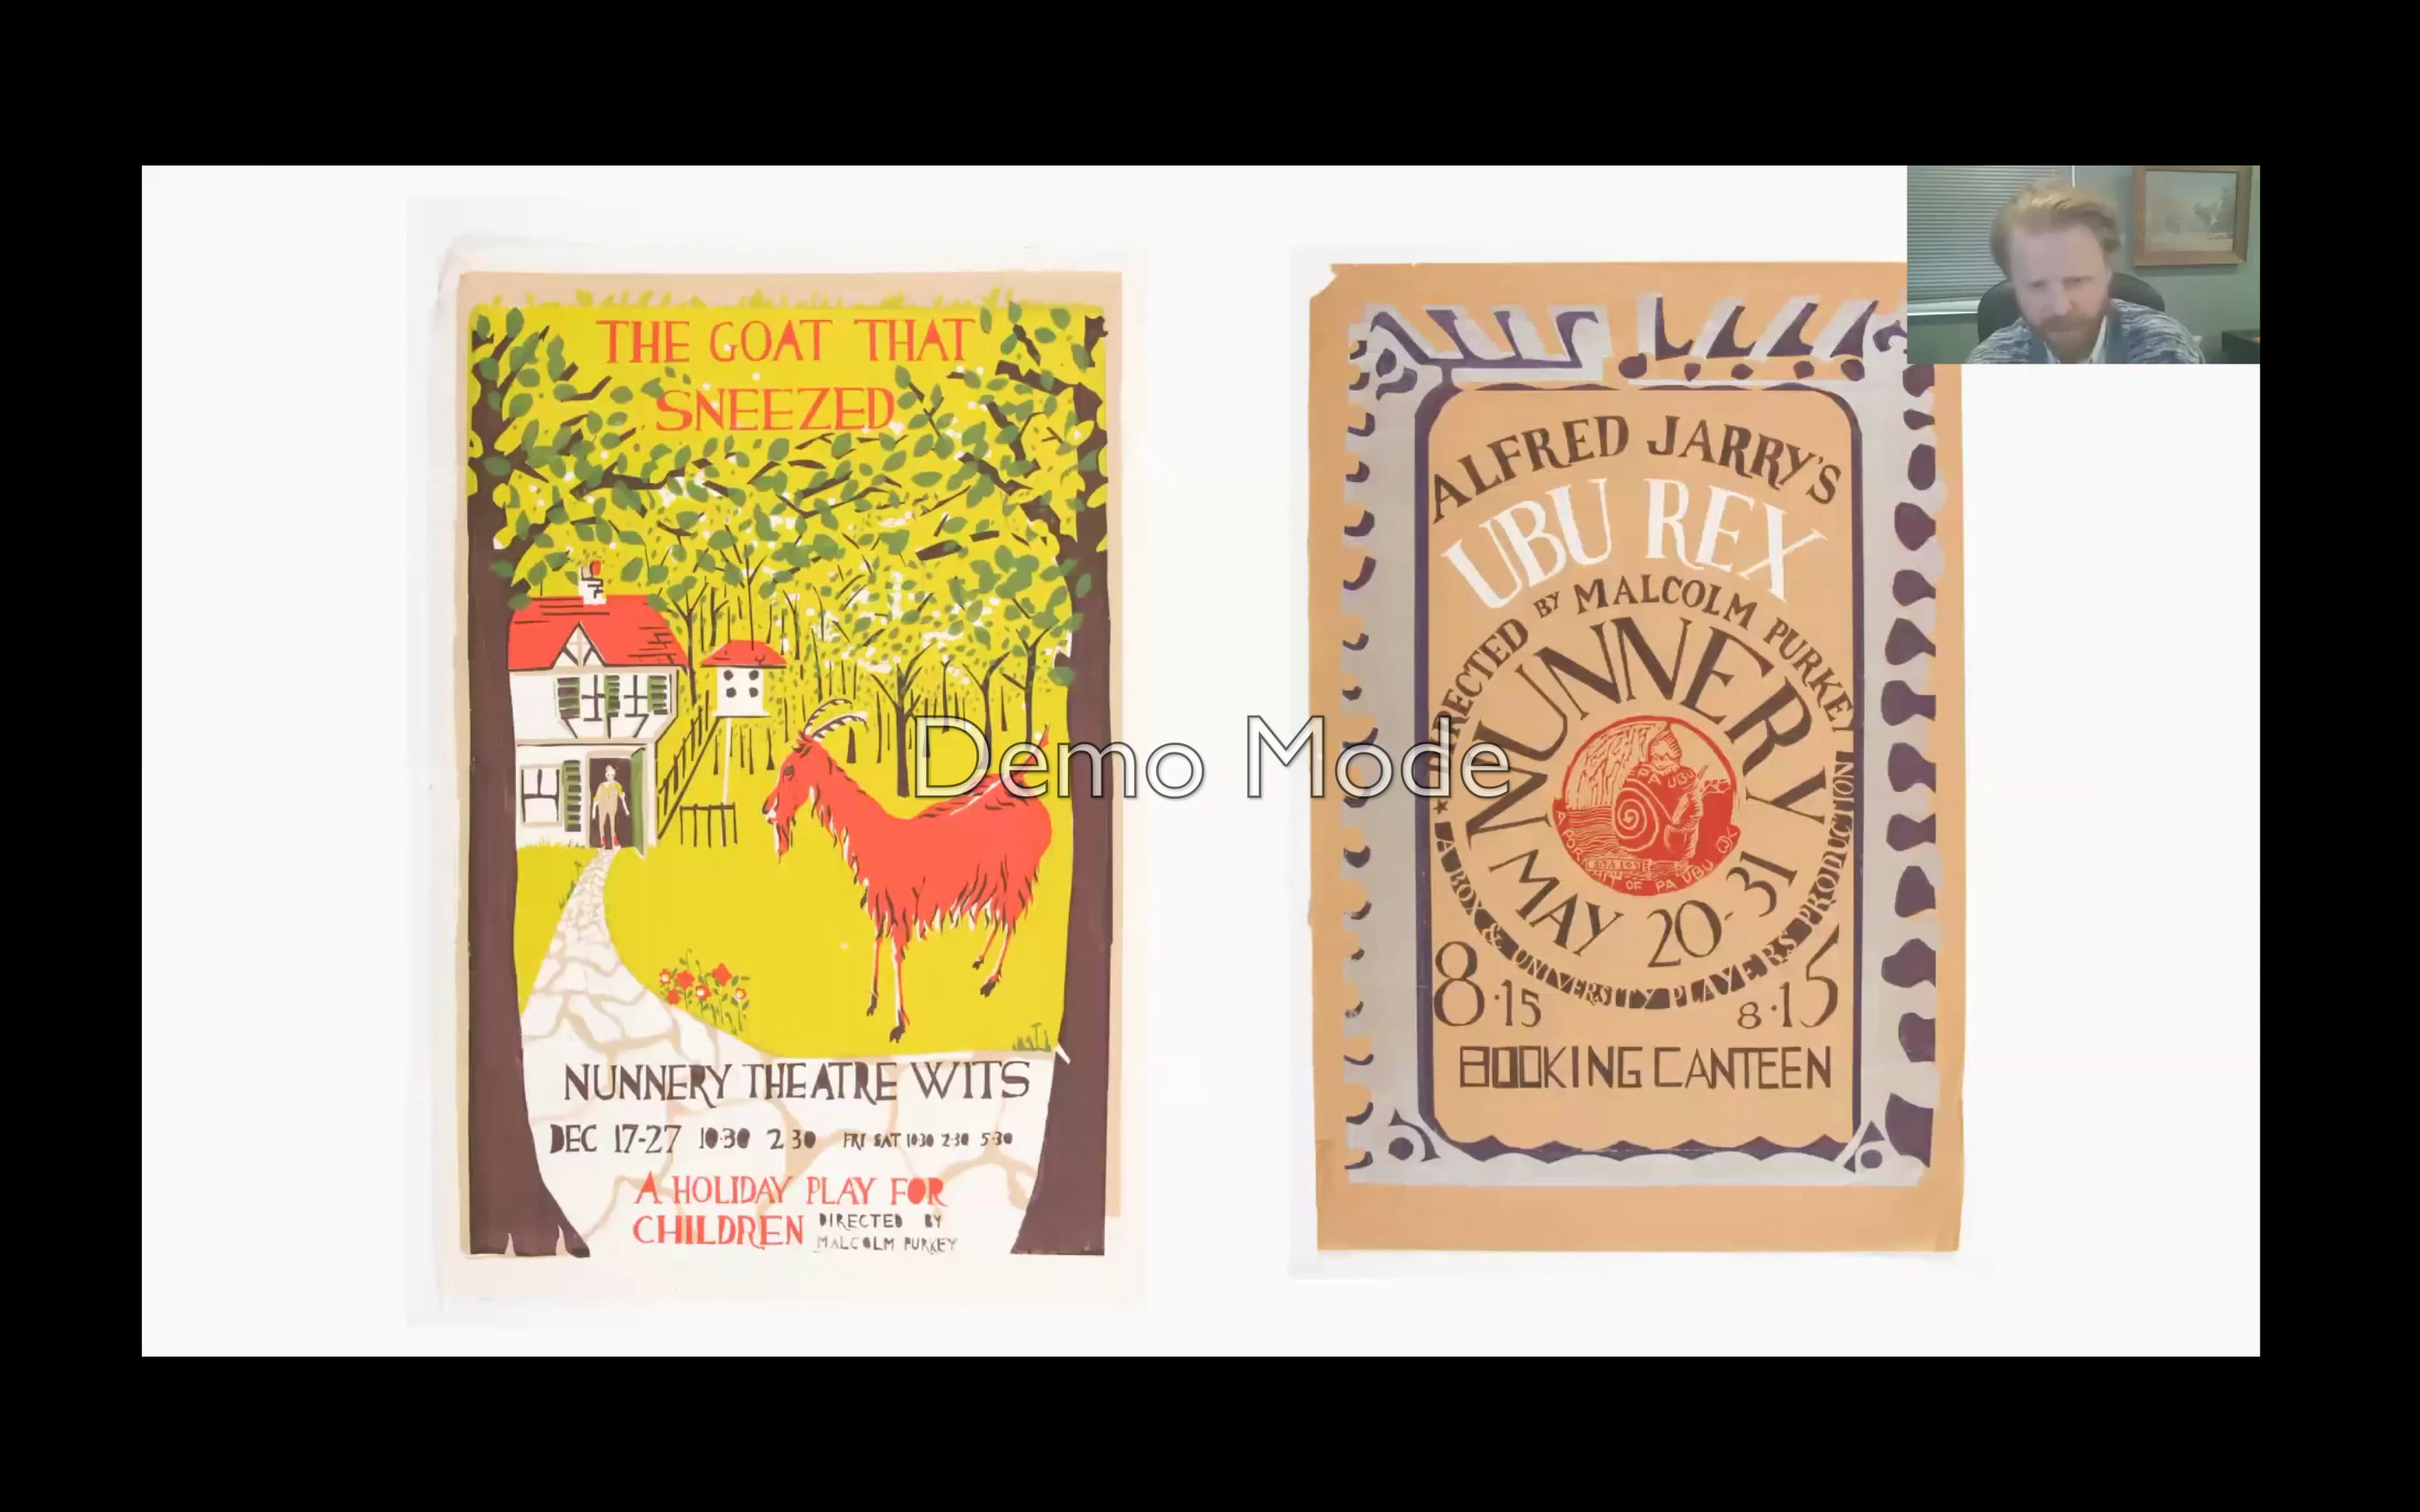 THE GOAT THAT
SNEEZED
NUNNERY THEATRE WITS
DEC 17-27 10·30 2 30 FRI SAT 10·30 2·30 5·30
A HOLIDAY PLAY FOR
CHILDREN DIRECTED BY
MALCOLM PURKEY
ALFRED JARRY'S
UBU REX
DIRECTED BY MALCOLM PURKEY
NUNNERY
PA UBU
OF PA UBU
MAY 20-31
A BOX & UNIVERSITY PLAYERS PRODUCTION
8·15 8·15
BOOKING CANTEEN
Demo Mode